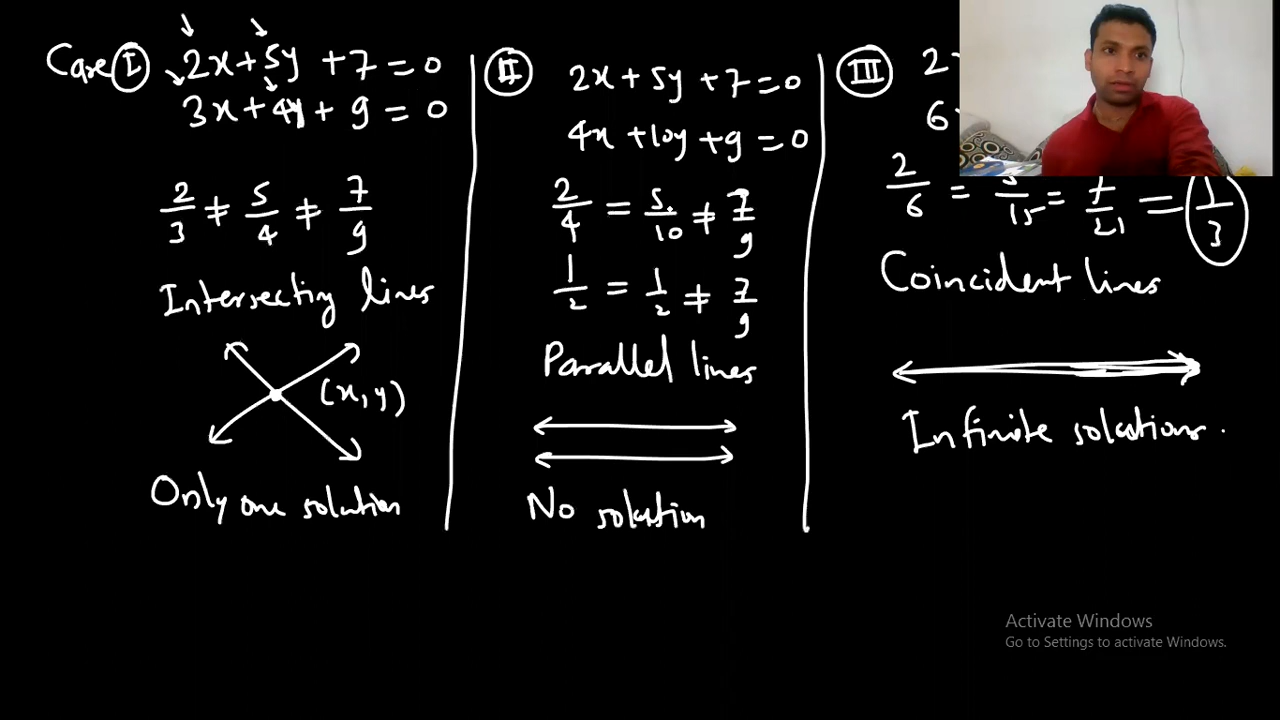 Case I 2x + 5y + 7 = 0
3x + 4y + 9 = 0
2/3 ≠ 5/4 ≠ 7/9
Intersecting lines
(x, y)
Only one solution
II 2x + 5y + 7 = 0
4x + 10y + 9 = 0
2/4 = 5/10 ≠ 7/9
1/2 = 1/2 ≠ 7/9
Parallel lines
No solution
III 2
6
2/6 = 5/15 = 7/21 = 1/3
Coincident lines
Infinite solutions.
Activate Windows
Go to Settings to activate Windows.